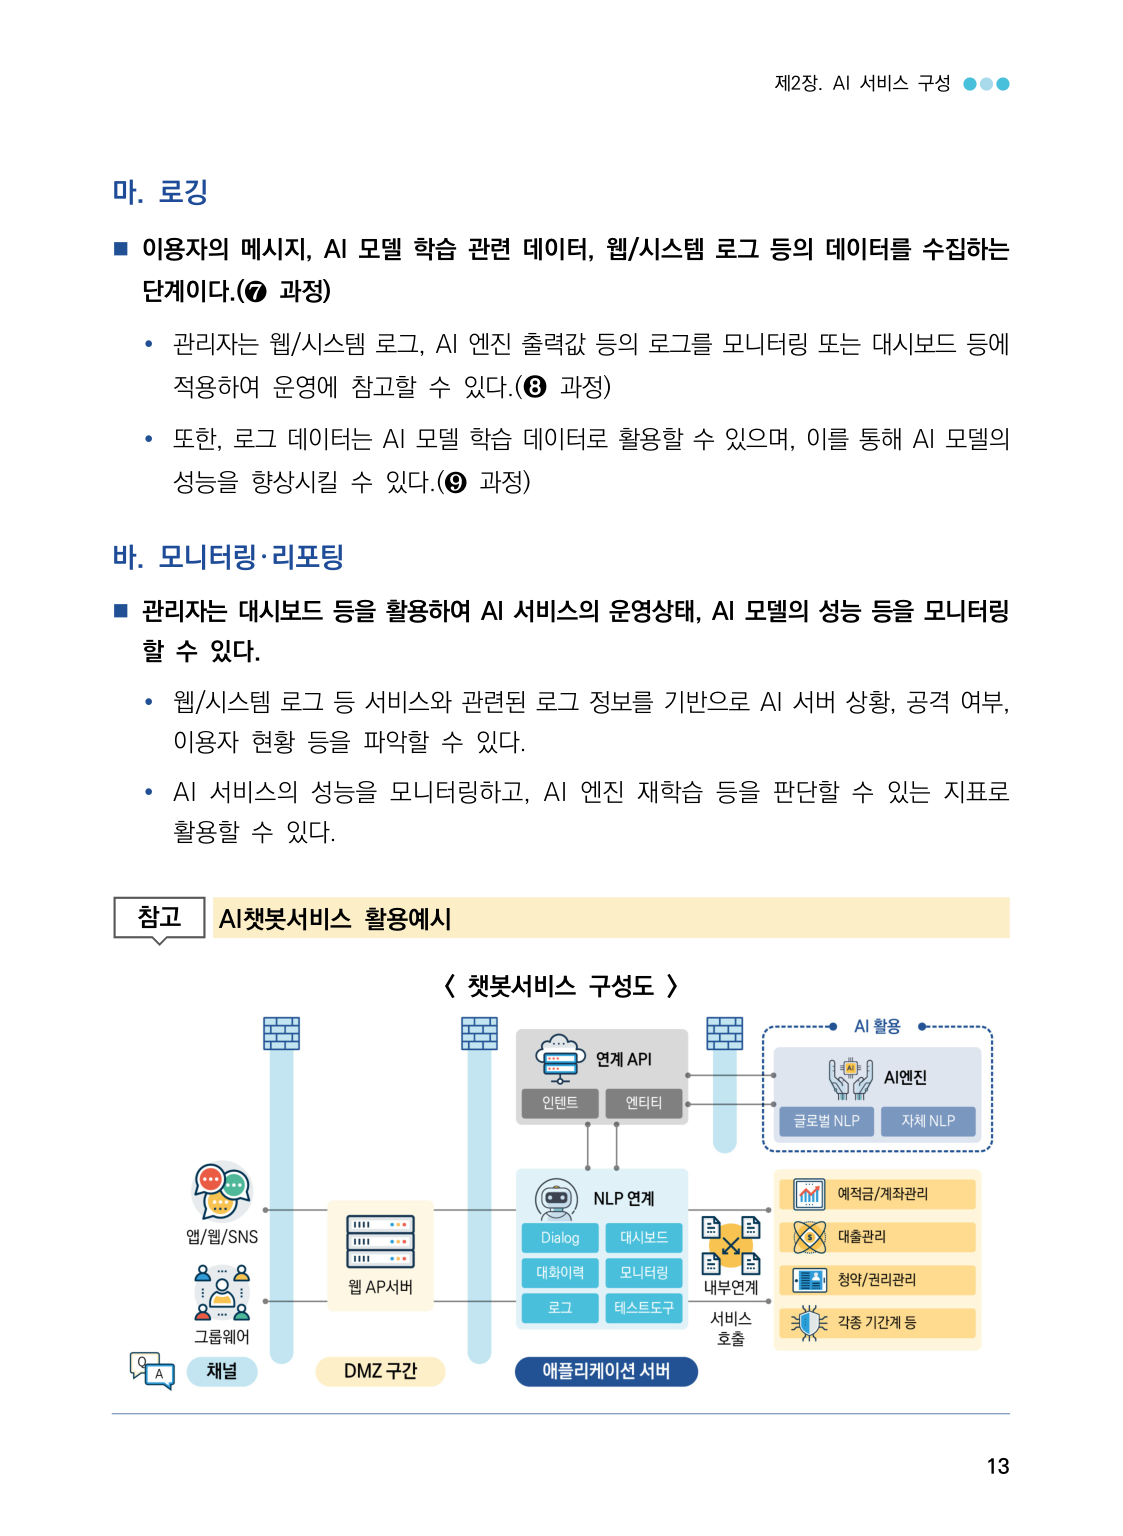 제2장. AI 서비스 구성
마. 로깅
■ 이용자의 메시지, AI 모델 학습 관련 데이터, 웹/시스템 로그 등의 데이터를 수집하는
단계이다.(❼ 과정)
• 관리자는 웹/시스템 로그, AI 엔진 출력값 등의 로그를 모니터링 또는 대시보드 등에
적용하여 운영에 참고할 수 있다.(❽ 과정)
• 또한, 로그 데이터는 AI 모델 학습 데이터로 활용할 수 있으며, 이를 통해 AI 모델의
성능을 향상시킬 수 있다.(❾ 과정)
바. 모니터링·리포팅
■ 관리자는 대시보드 등을 활용하여 AI 서비스의 운영상태, AI 모델의 성능 등을 모니터링
할 수 있다.
• 웹/시스템 로그 등 서비스와 관련된 로그 정보를 기반으로 AI 서버 상황, 공격 여부,
이용자 현황 등을 파악할 수 있다.
• AI 서비스의 성능을 모니터링하고, AI 엔진 재학습 등을 판단할 수 있는 지표로
활용할 수 있다.
참고 AI챗봇서비스 활용예시
〈 챗봇서비스 구성도 〉
AI 활용
연계 API
인텐트 엔티티
AI
AI엔진
글로벌 NLP 자체 NLP
앱/웹/SNS
그룹웨어
웹 AP서버
NLP 연계
Dialog 대시보드
대화이력 모니터링
로그 테스트도구
내부연계
서비스
호출
예적금/계좌관리
$
대출관리
청약/권리관리
각종 기간계 등
Q
A
채널 DMZ 구간 애플리케이션 서버
13